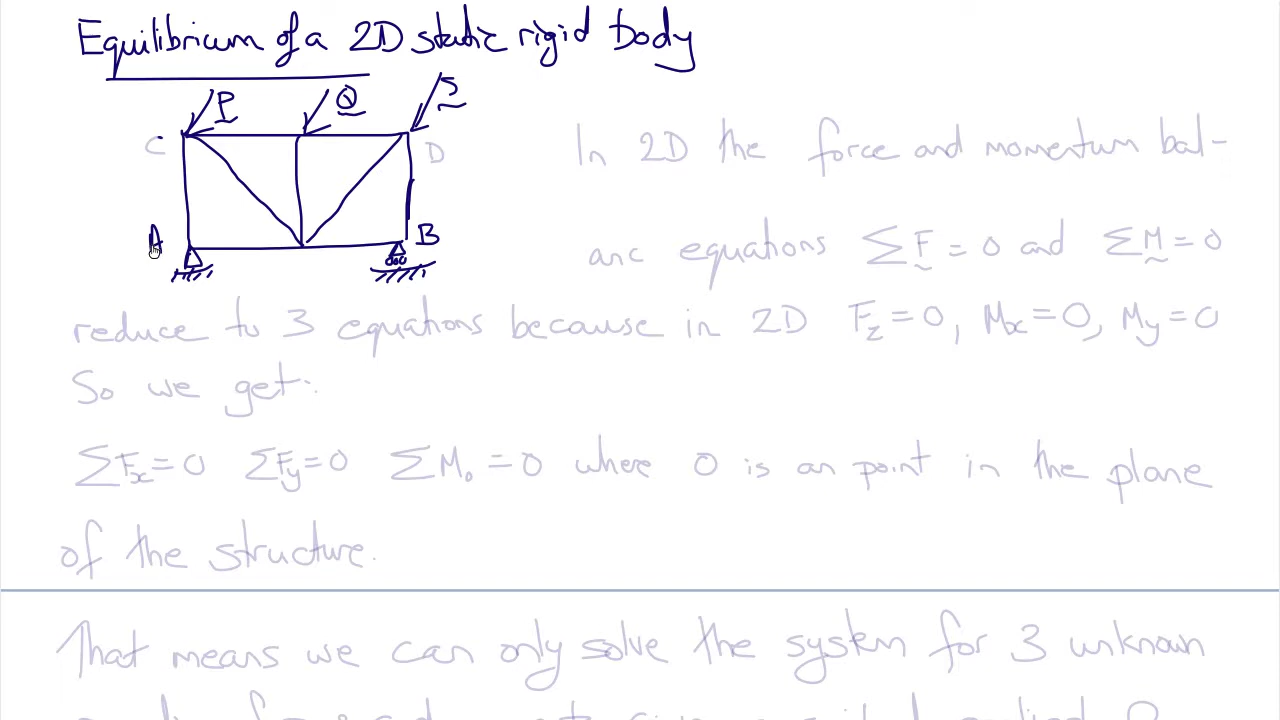 Equilibrium of a 2D static rigid body
P Q S
C D
A B
In 2D the force and momentum bal-
anc equations ΣF = 0 and ΣM = 0
reduce to 3 equations because in 2D Fz = 0, Mx = 0, My = 0
So we get:
ΣFx = 0 ΣFy = 0 ΣMo = 0 where O is an point in the plane
of the structure.
That means we can only solve the system for 3 unknown